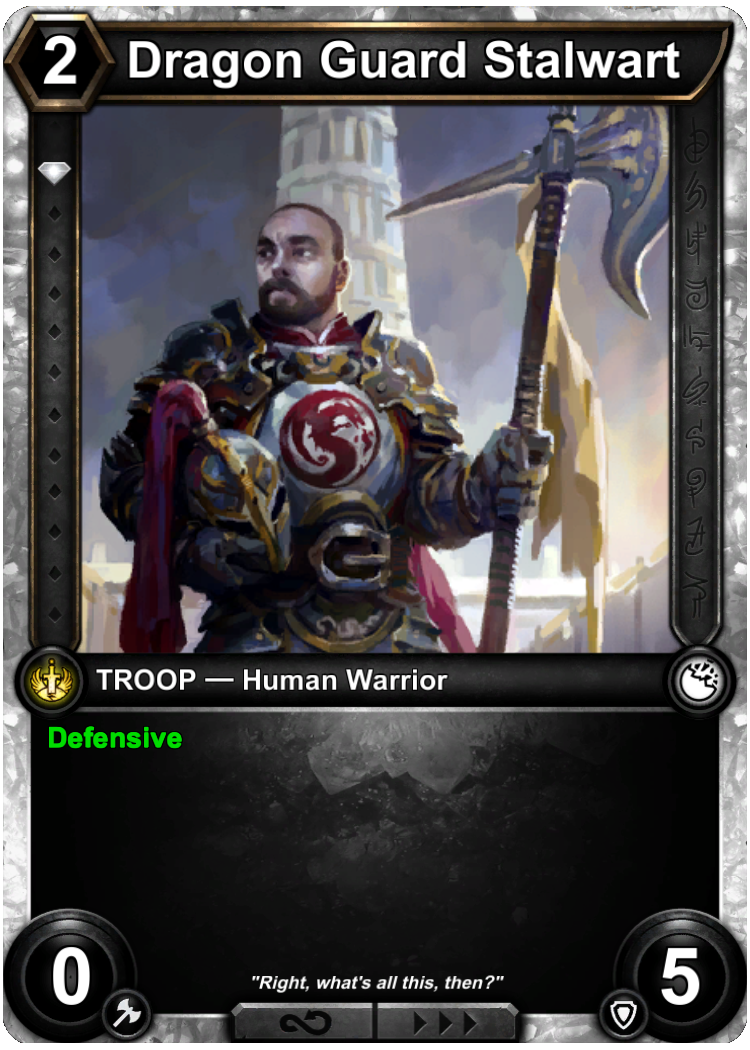 2
Dragon Guard Stalwart
TROOP — Human Warrior
Defensive
"Right, what's all this, then?"
0
5